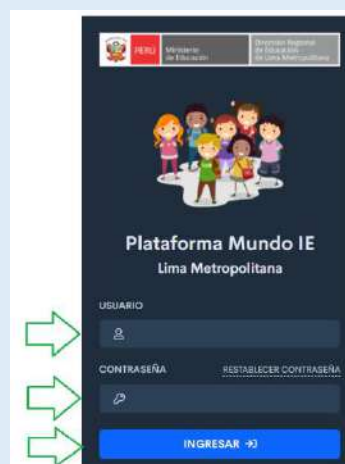 PERÚ
Ministerio
de Educación
Dirección Regional
de Educación
de Lima Metropolitana
Plataforma Mundo IE
Lima Metropolitana
USUARIO
CONTRASEÑA RESTABLECER CONTRASEÑA
INGRESAR